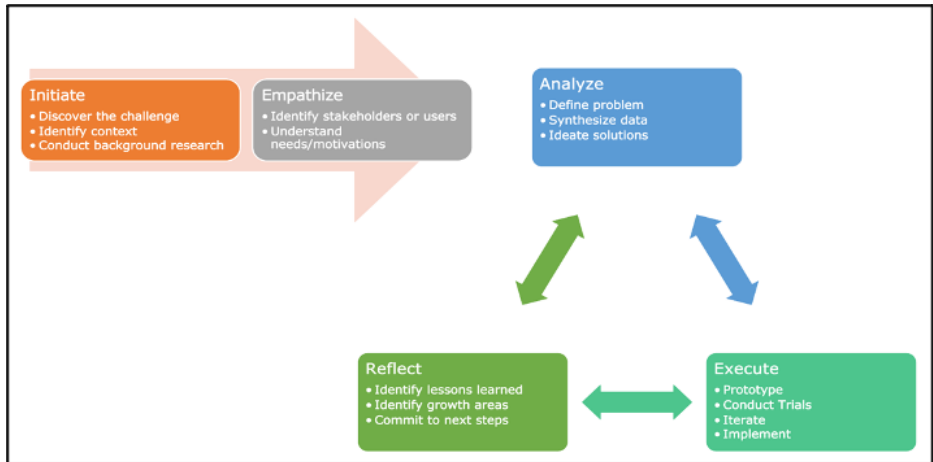 Initiate
• Discover the challenge
• Identify context
• Conduct background research
Empathize
• Identify stakeholders or users
• Understand
needs/motivations
Analyze
• Define problem
• Synthesize data
• Ideate solutions
Reflect
• Identify lessons learned
• Identify growth areas
• Commit to next steps
Execute
• Prototype
• Conduct Trials
• Iterate
• Implement